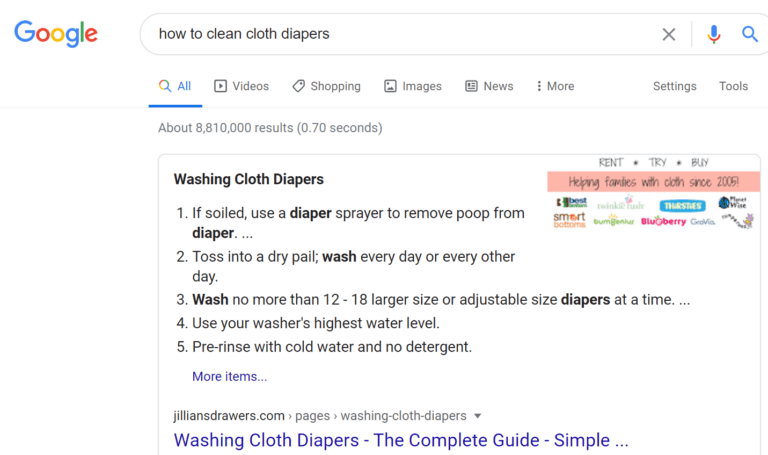 Google
how to clean cloth diapers
All Videos Shopping Images News More Settings Tools
About 8,810,000 results (0.70 seconds)
RENT * TRY * BUY
Helping families with cloth since 2005!
best bottom twinkie tush THIRSTIES Planet Wise
smart bottoms bumGenius Blueberry GroVia
Washing Cloth Diapers
1. If soiled, use a diaper sprayer to remove poop from
diaper. ...
2. Toss into a dry pail; wash every day or every other
day.
3. Wash no more than 12 - 18 larger size or adjustable size diapers at a time. ...
4. Use your washer's highest water level.
5. Pre-rinse with cold water and no detergent.
More items...
jilliansdrawers.com › pages › washing-cloth-diapers
Washing Cloth Diapers - The Complete Guide - Simple ...